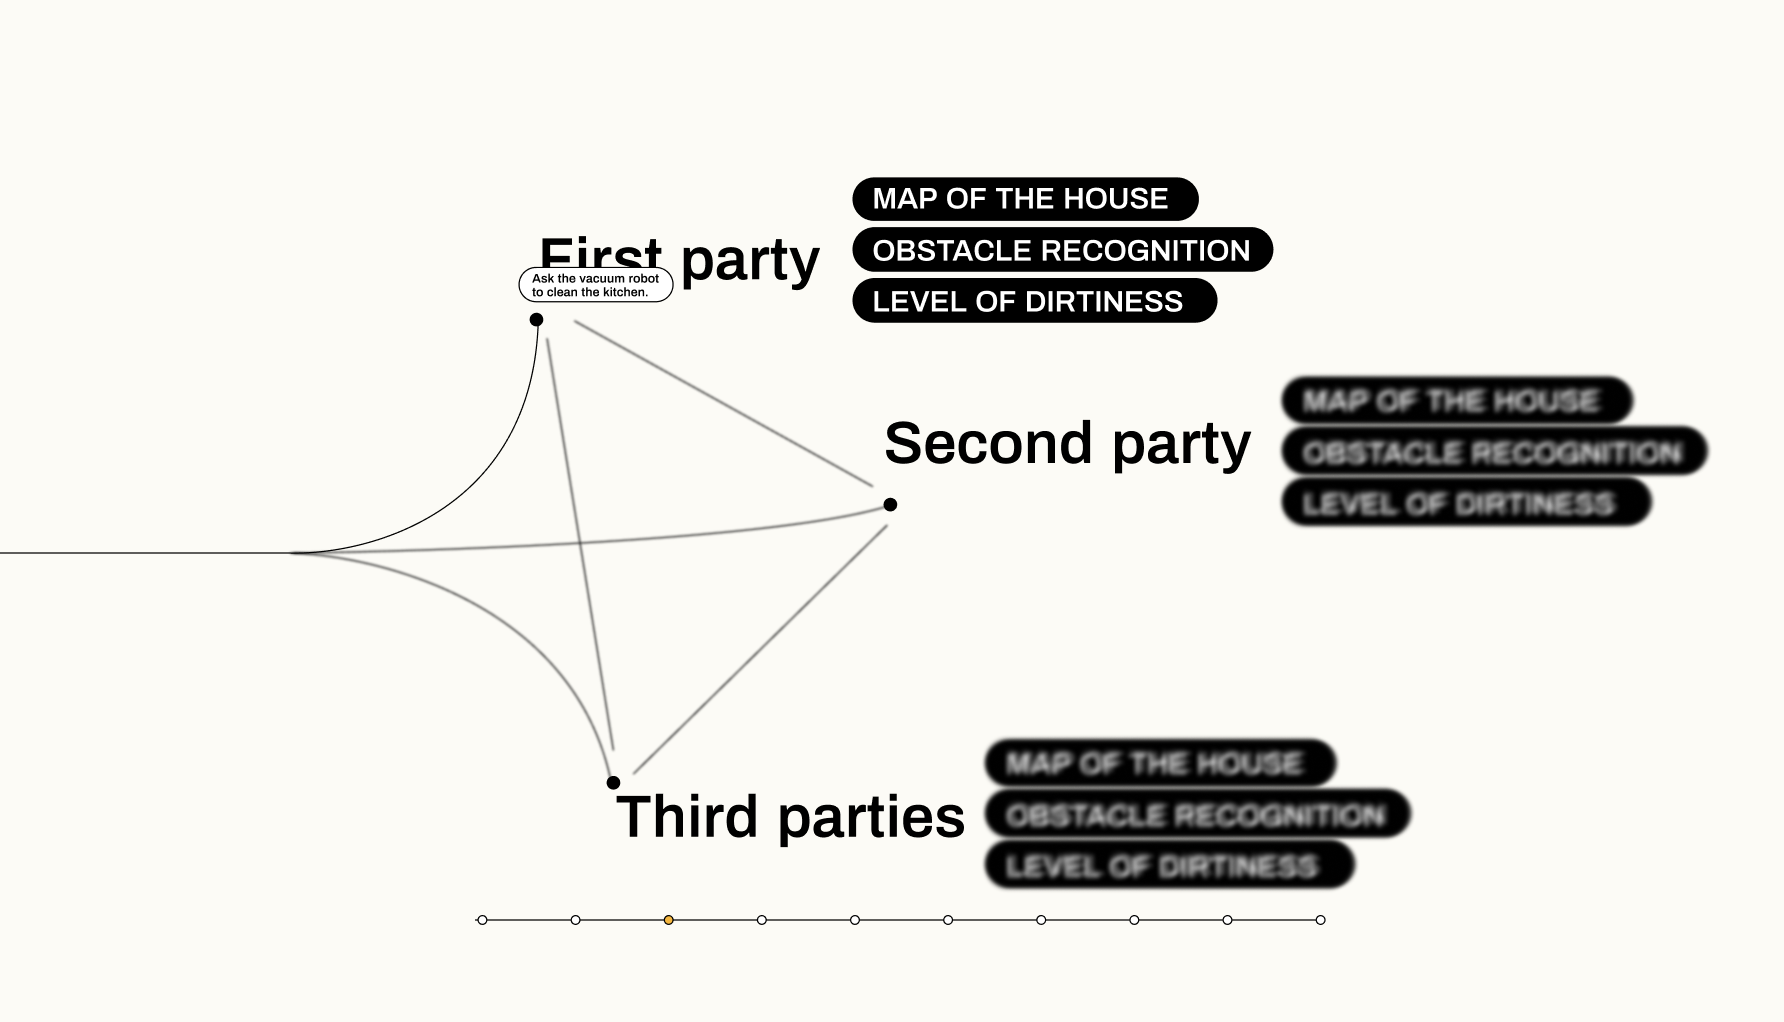 MAP OF THE HOUSE
First party
OBSTACLE RECOGNITION
Ask the vacuum robot
to clean the kitchen.
LEVEL OF DIRTINESS
Second party
MAP OF THE HOUSE
OBSTACLE RECOGNITION
LEVEL OF DIRTINESS
Third parties
MAP OF THE HOUSE
OBSTACLE RECOGNITION
LEVEL OF DIRTINESS